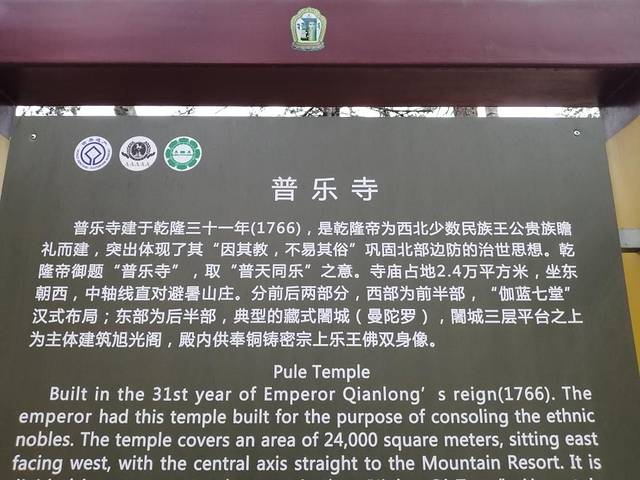 普乐寺
普乐寺建于乾隆三十一年(1766)，是乾隆帝为西北少数民族王公贵族瞻
礼而建，突出体现了其“因其教，不易其俗”巩固北部边防的治世思想。乾
隆帝御题“普乐寺”，取“普天同乐”之意。寺庙占地2.4万平方米，坐东
朝西，中轴线直对避暑山庄。分前后两部分，西部为前半部，“伽蓝七堂”
汉式布局；东部为后半部，典型的藏式闍城（曼陀罗），闍城三层平台之上
为主体建筑旭光阁，殿内供奉铜铸密宗上乐王佛双身像。
Pule Temple
Built in the 31st year of Emperor Qianlong’s reign(1766). The
emperor had this temple built for the purpose of consoling the ethnic
nobles. The temple covers an area of 24,000 square meters, sitting east
facing west, with the central axis straight to the Mountain Resort. It is